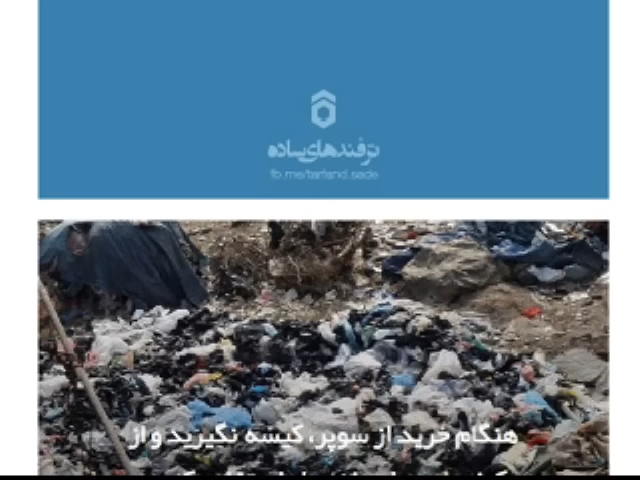 ترفندهای ساده
fb.me/tarfand.sade
هنگام خرید از سوپر، کیسه نگیرید و از